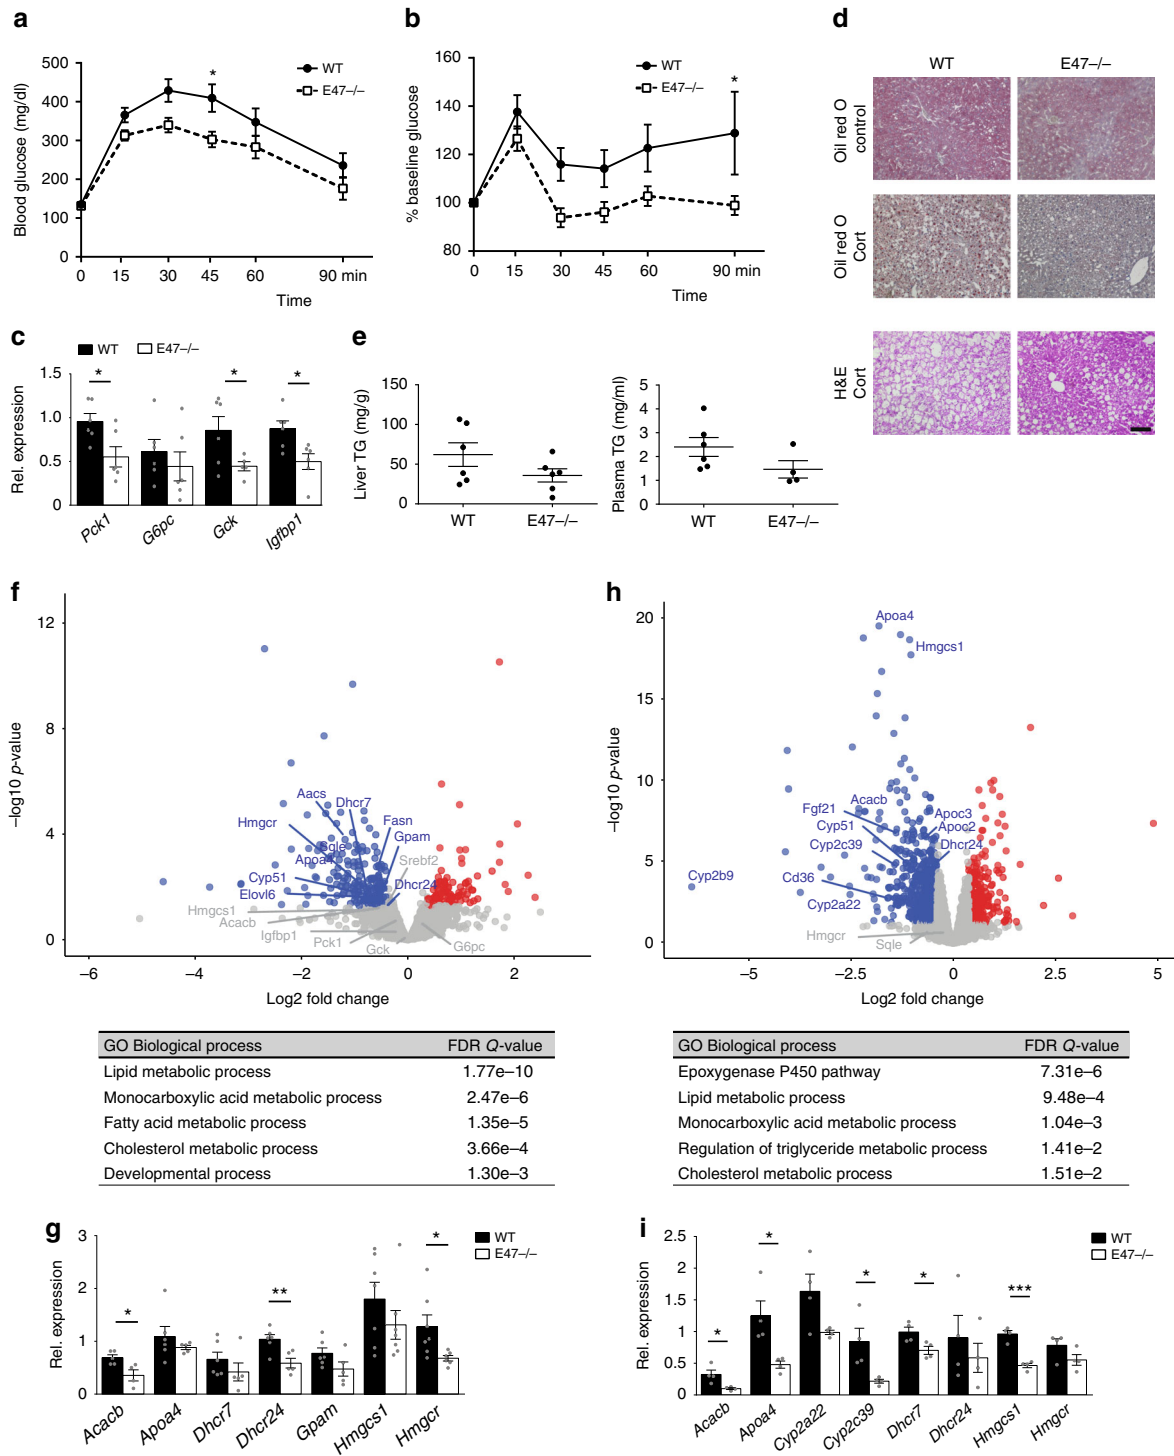 a
Blood glucose (mg/dl)
500
400
300
200
100
0
*
WT
E47–/–
0 15 30 45 60 90 min
Time
b
% baseline glucose
160
140
120
100
80
*
WT
E47–/–
0 15 30 45 60 90 min
Time
d
WT E47–/–
Oil red O
control
Oil red O
Cort
H&E
Cort
c
WT E47–/–
Rel. expression
1.5
1.0
0.5
0
* * *
Pck1 G6pc Gck Igfbp1
e
Liver TG (mg/g)
150
100
50
0
WT E47–/–
Plasma TG (mg/ml)
5
4
3
2
1
0
WT E47–/–
f
–log10 p-value
12
8
4
0
Aacs
Dhcr7
Hmgcr
Fasn
Gpam
Sqle
Apoa4
Srebf2
Cyp51
Dhcr24
Elovl6
Hmgcs1
Acacb
Igfbp1
Pck1
Gck
G6pc
–6 –4 –2 0 2
Log2 fold change
GO Biological process FDR Q-value
Lipid metabolic process 1.77e–10
Monocarboxylic acid metabolic process 2.47e–6
Fatty acid metabolic process 1.35e–5
Cholesterol metabolic process 3.66e–4
Developmental process 1.30e–3
h
–log10 p-value
20
15
10
5
0
Apoa4
Hmgcs1
Acacb
Fgf21
Apoc3
Cyp51
Apoc2
Cyp2c39
Dhcr24
Cyp2b9
Cd36
Cyp2a22
Hmgcr
Sqle
–5 –2.5 0 2.5 5
Log2 fold change
GO Biological process FDR Q-value
Epoxygenase P450 pathway 7.31e–6
Lipid metabolic process 9.48e–4
Monocarboxylic acid metabolic process 1.04e–3
Regulation of triglyceride metabolic process 1.41e–2
Cholesterol metabolic process 1.51e–2
g
Rel. expression
3
2
1
0
WT
E47–/–
* ** *
Acacb Apoa4 Dhcr7 Dhcr24 Gpam Hmgcs1 Hmgcr
i
Rel. expression
2.5
2
1.5
1
0.5
0
WT
E47–/–
* * * * ***
Acacb Apoa4 Cyp2a22 Cyp2c39 Dhcr7 Dhcr24 Hmgcs1 Hmgcr